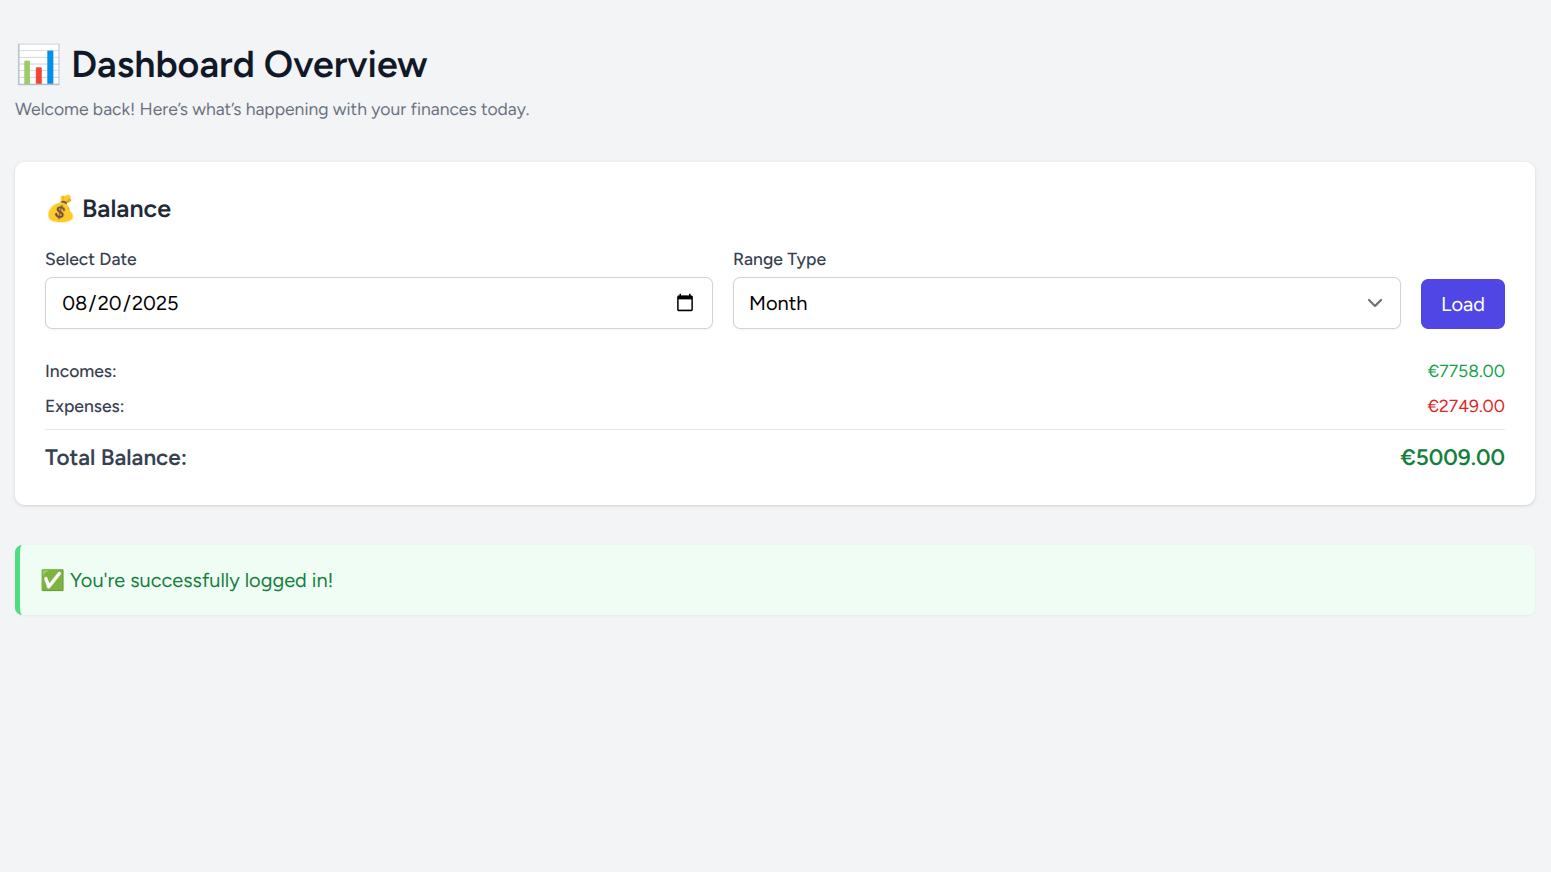 📊 Dashboard Overview
Welcome back! Here’s what’s happening with your finances today.
💰 Balance
Select Date
Range Type
08/20/2025
Month
Load
Incomes: €7758.00
Expenses: €2749.00
Total Balance: €5009.00
✅ You're successfully logged in!